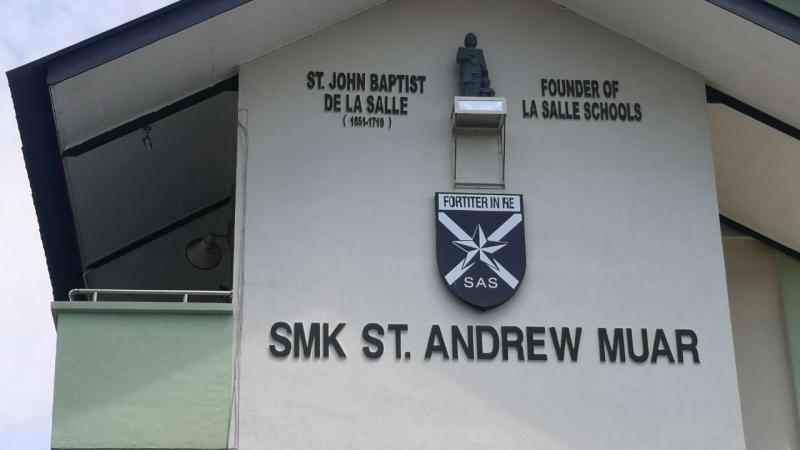 ST. JOHN BAPTIST
DE LA SALLE
( 1651-1719 )
FOUNDER OF
LA SALLE SCHOOLS
FORTITER IN RE
SAS
SMK ST. ANDREW MUAR